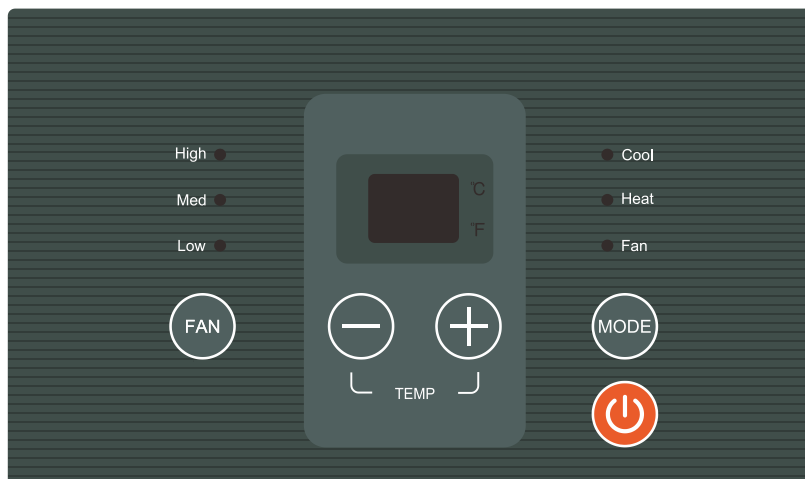 High
Med
Low
FAN
℃
℉
TEMP
Cool
Heat
Fan
MODE